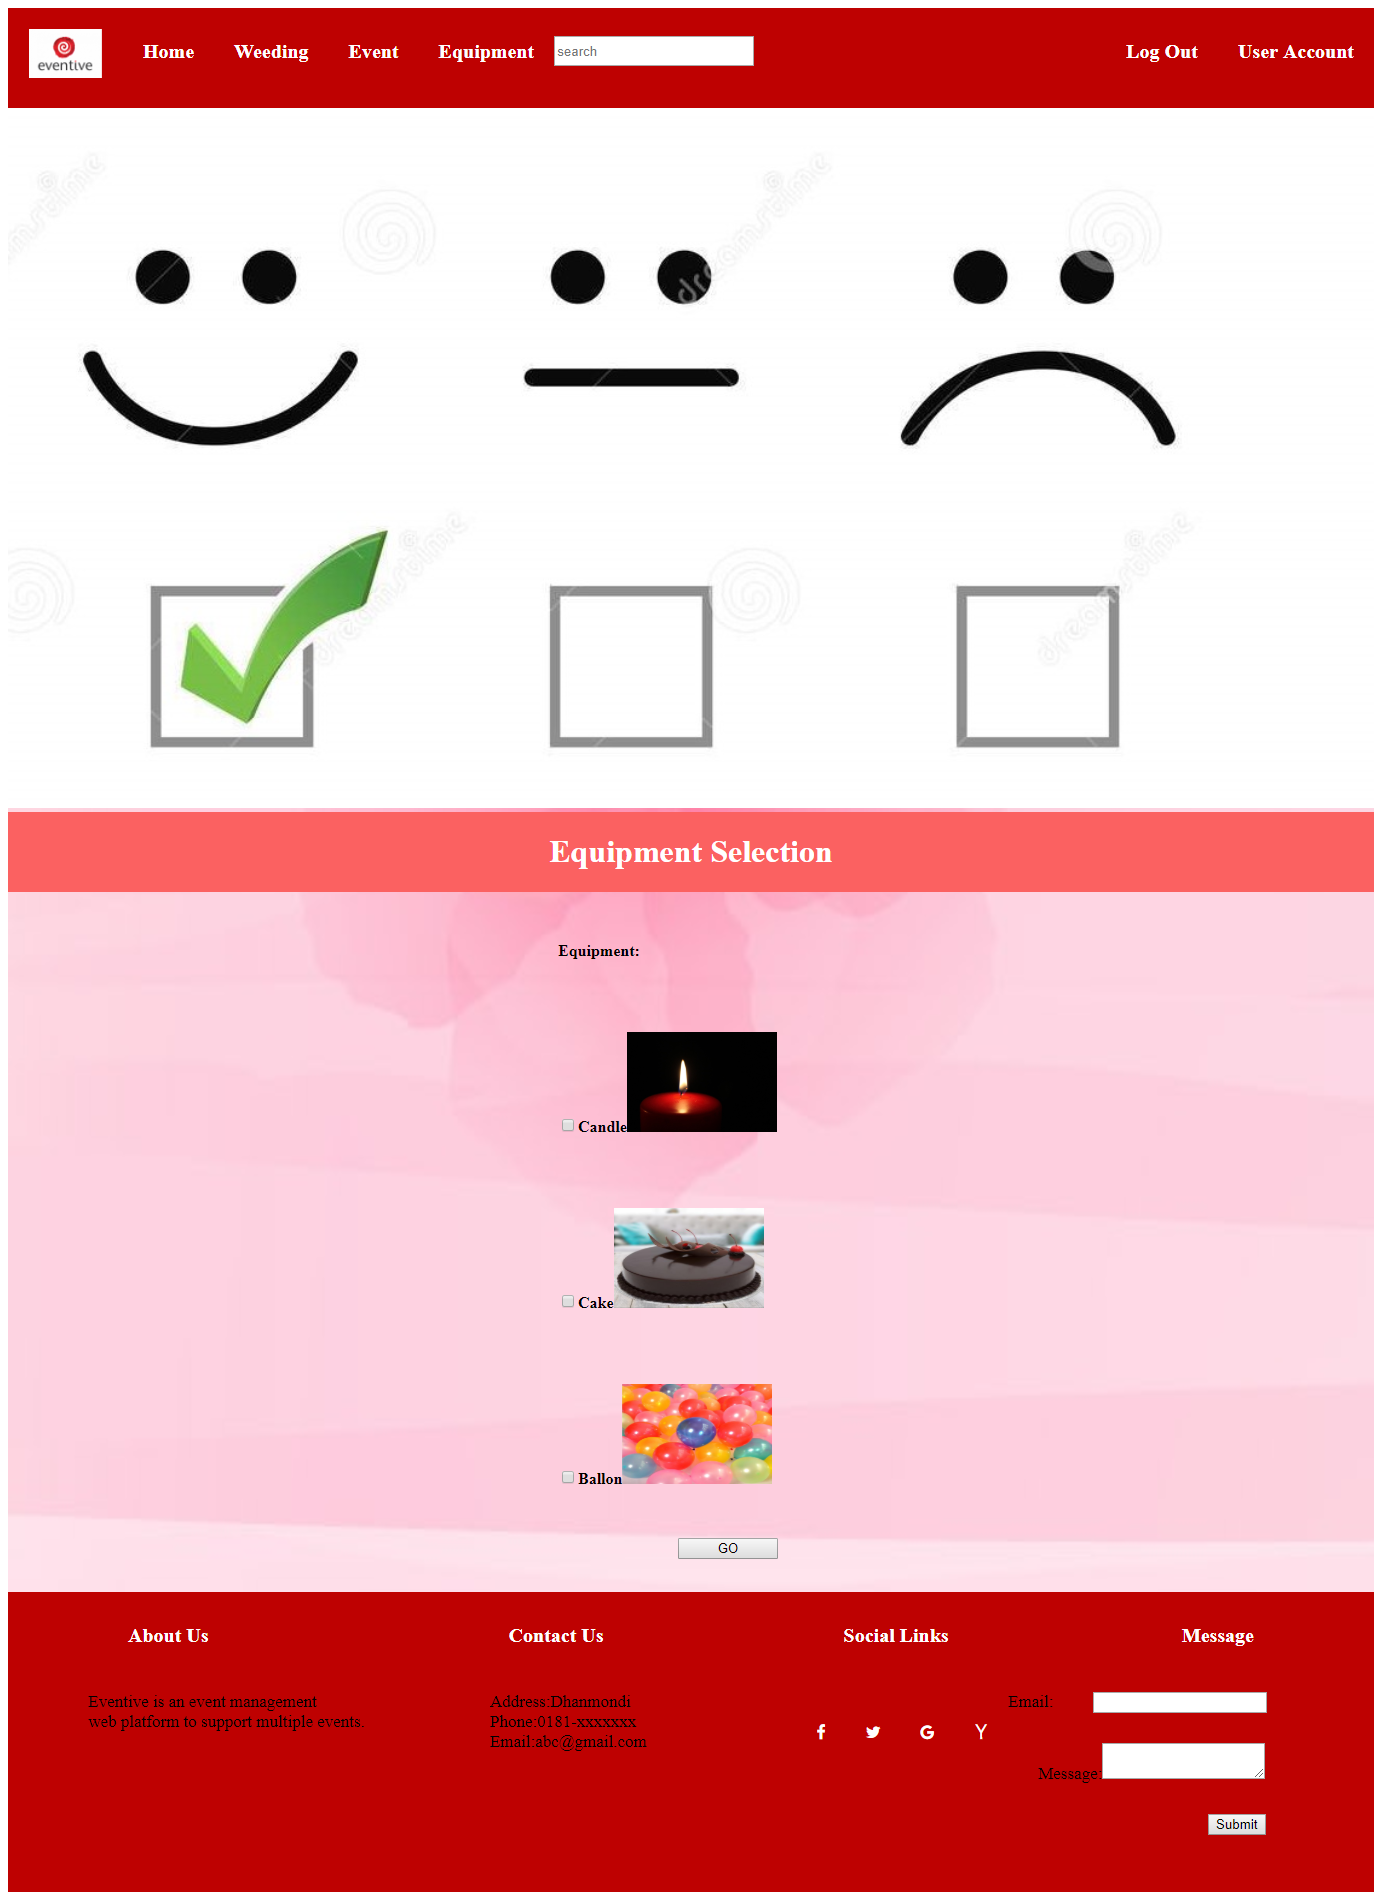 eventive
Home Weeding Event Equipment search Log Out User Account
dreamstime
dreamstime
dreamstime
dreamstime
Equipment Selection
Equipment:
Candle
Cake
Ballon
GO
About Us Contact Us Social Links Message
Eventive is an event management
web platform to support multiple events.
Address:Dhanmondi
Phone:0181-xxxxxxx
Email:abc@gmail.com
Email:
Message:
Submit